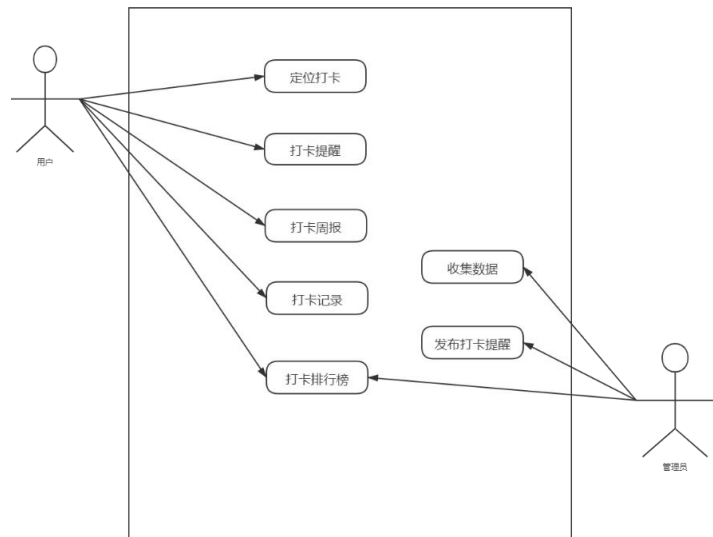 定位打卡
打卡提醒
用户
打卡周报
收集数据
打卡记录
发布打卡提醒
打卡排行榜
管理员